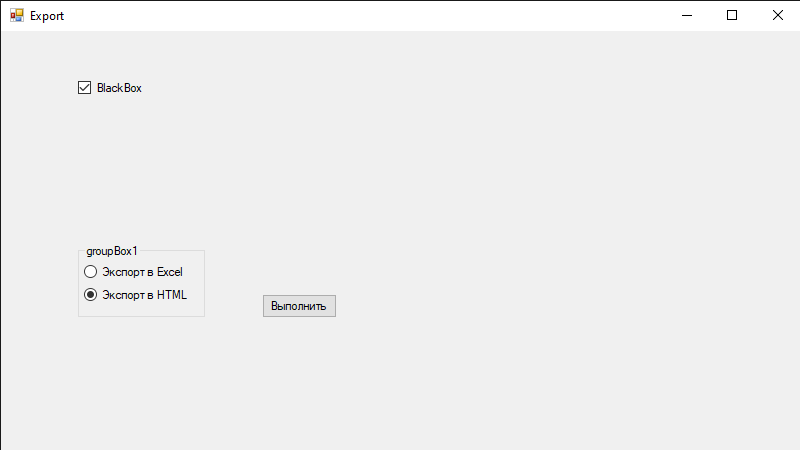 Export
BlackBox
groupBox1
Экспорт в Excel
Экспорт в HTML
Выполнить